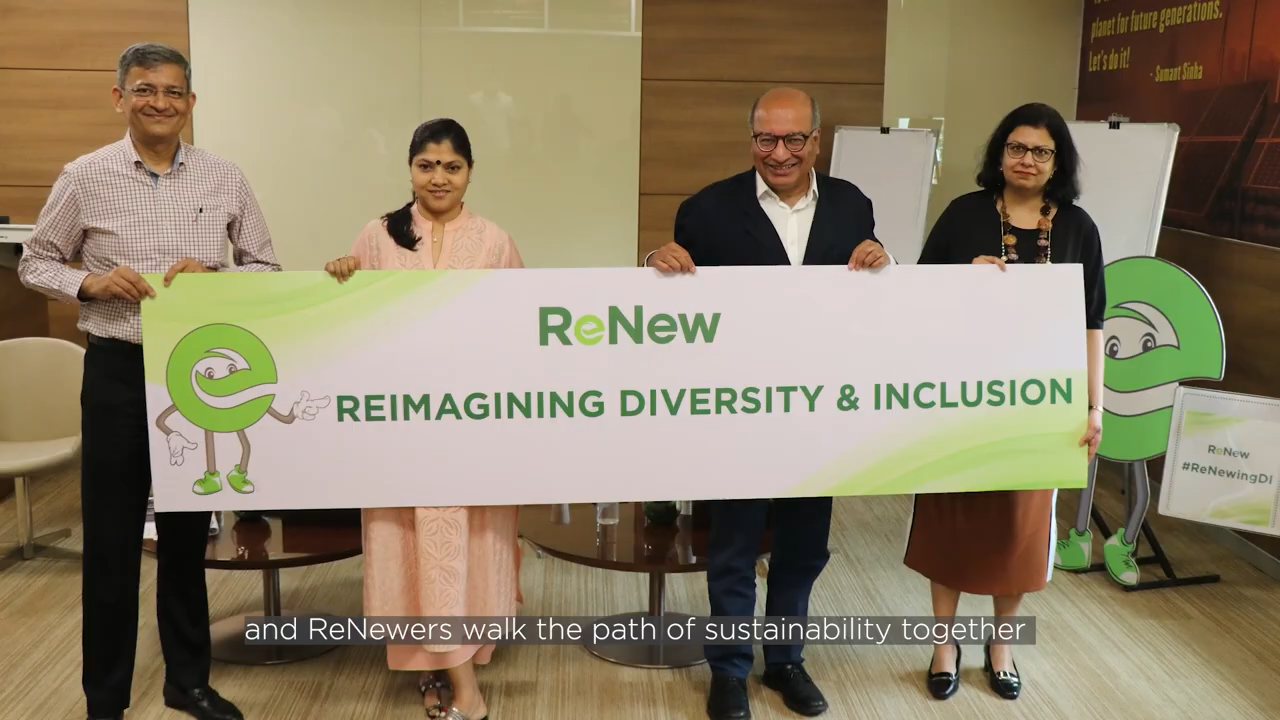 planet for future generations.
Let's do it!
- Sumant Sinha
ReNew
REIMAGINING DIVERSITY & INCLUSION
ReNew
#ReNewingDI
and ReNewers walk the path of sustainability together